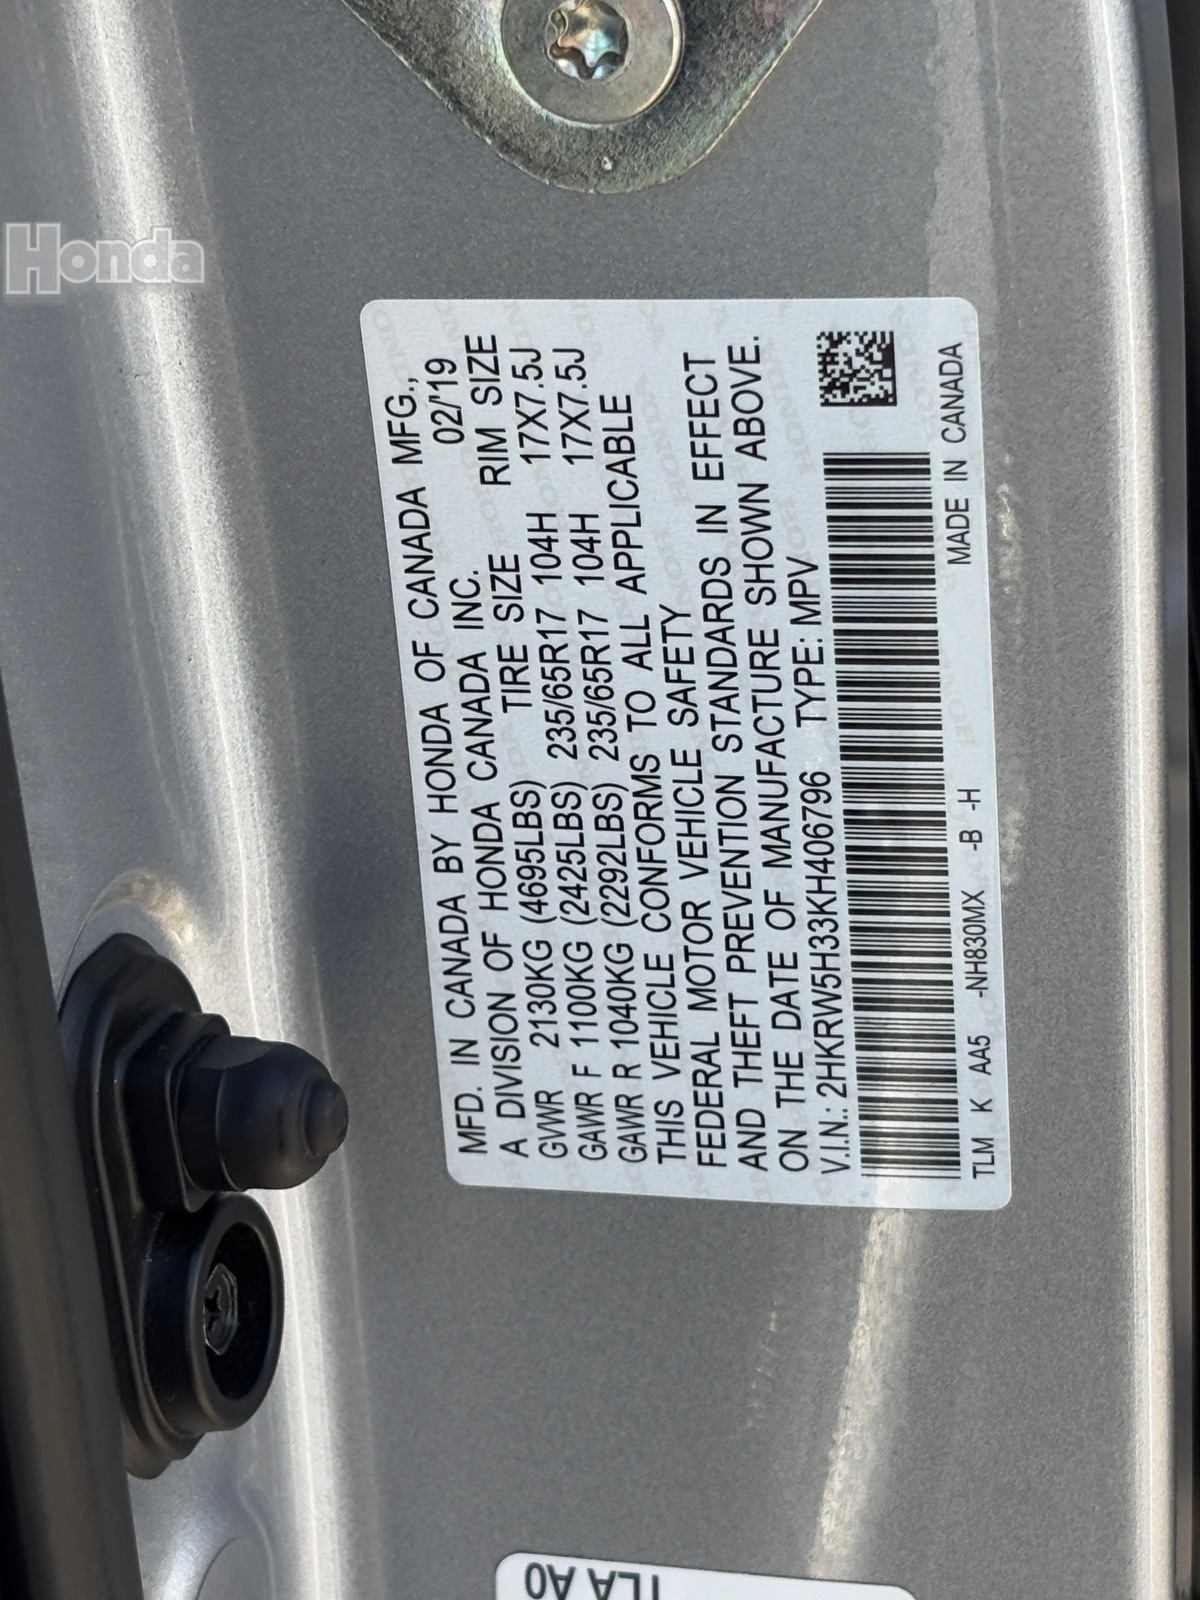 Honda
MFD. IN CANADA BY HONDA OF CANADA MFG.,
A DIVISION OF HONDA CANADA INC. 02/'19
GVWR 2130KG (4695LBS) TIRE SIZE RIM SIZE
GAWR F 1100KG (2425LBS) 235/65R17 104H 17X7.5J
GAWR R 1040KG (2292LBS) 235/65R17 104H 17X7.5J
THIS VEHICLE CONFORMS TO ALL APPLICABLE
FEDERAL MOTOR VEHICLE SAFETY
AND THEFT PREVENTION STANDARDS IN EFFECT
ON THE DATE OF MANUFACTURE SHOWN ABOVE.
V.I.N.: 2HKRW5H33KH406796 TYPE: MPV
TLM K AA5 -NH830MX -B -H MADE IN CANADA
TLA A0